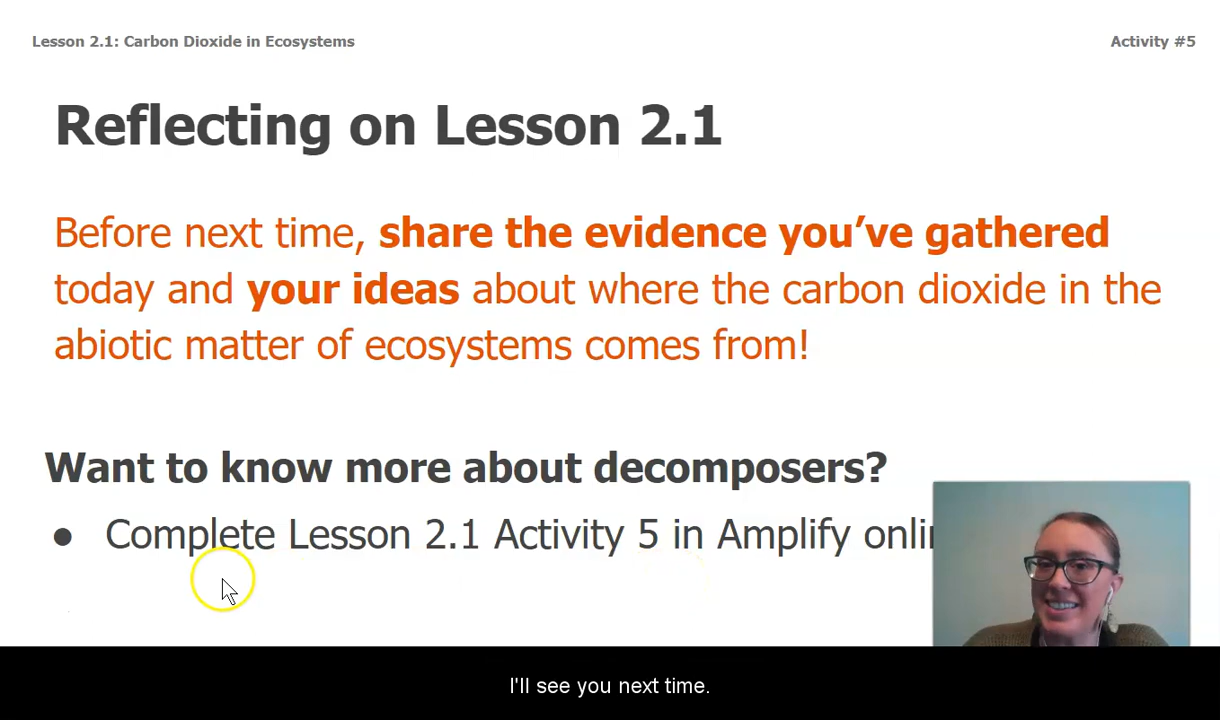 Lesson 2.1: Carbon Dioxide in Ecosystems
Activity #5
Reflecting on Lesson 2.1
Before next time, share the evidence you've gathered
today and your ideas about where the carbon dioxide in the
abiotic matter of ecosystems comes from!
Want to know more about decomposers?
● Complete Lesson 2.1 Activity 5 in Amplify
I'll see you next time.